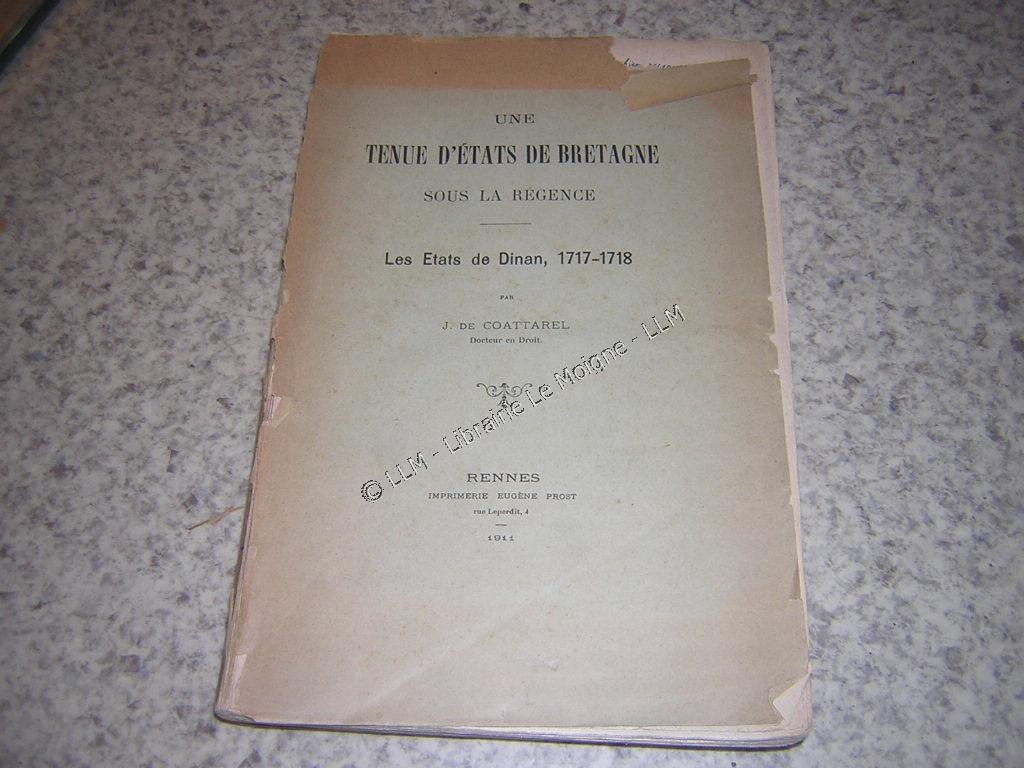 UNE
TENUE D'ÉTATS DE BRETAGNE
SOUS LA RÉGENCE
Les Etats de Dinan, 1717-1718
PAR
J. DE COATTAREL
Docteur en Droit.
© LLM - Librairie Le Moigne - LLM
RENNES
IMPRIMERIE EUGÈNE PROST
rue Leperdit, 4
1911